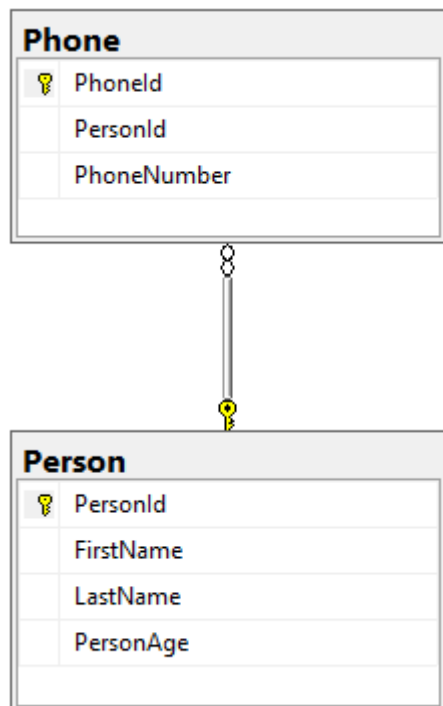 Phone
PhoneId
PersonId
PhoneNumber
Person
PersonId
FirstName
LastName
PersonAge